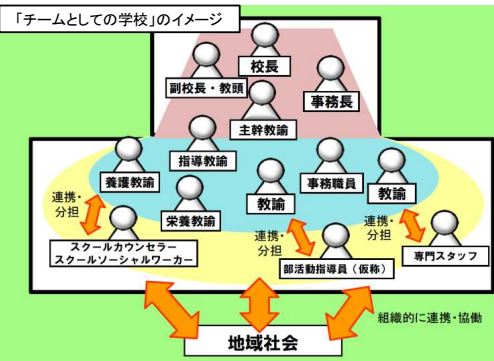 「チームとしての学校」のイメージ
校長
副校長・教頭
事務長
主幹教諭
指導教諭
養護教諭
事務職員
教諭
教諭
栄養教諭
連携・
分担
スクールカウンセラー
スクールソーシャルワーカー
連携・
分担
部活動指導員(仮称)
連携・
分担
専門スタッフ
組織的に連携・協働
地域社会